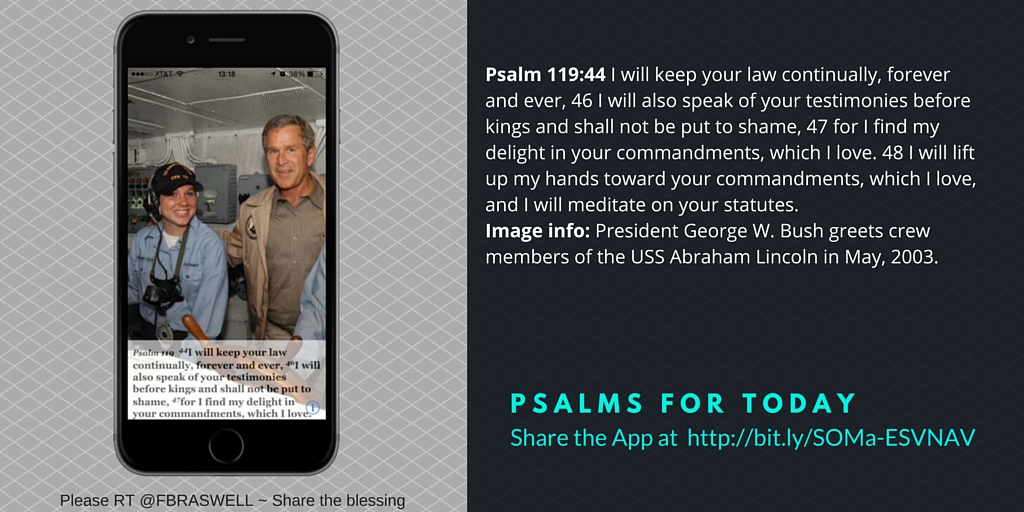 AT&T 13:18 38%
Psalm 119 44I will keep your law
continually, forever and ever, 46I will
also speak of your testimonies
before kings and shall not be put to
shame, 47for I find my delight in
your commandments, which I love.
Please RT @FBRASWELL ~ Share the blessing
Psalm 119:44 I will keep your law continually, forever
and ever, 46 I will also speak of your testimonies before
kings and shall not be put to shame, 47 for I find my
delight in your commandments, which I love. 48 I will lift
up my hands toward your commandments, which I love,
and I will meditate on your statutes.
Image info: President George W. Bush greets crew
members of the USS Abraham Lincoln in May, 2003.
PSALMS FOR TODAY
Share the App at http://bit.ly/SOMa-ESVNAV